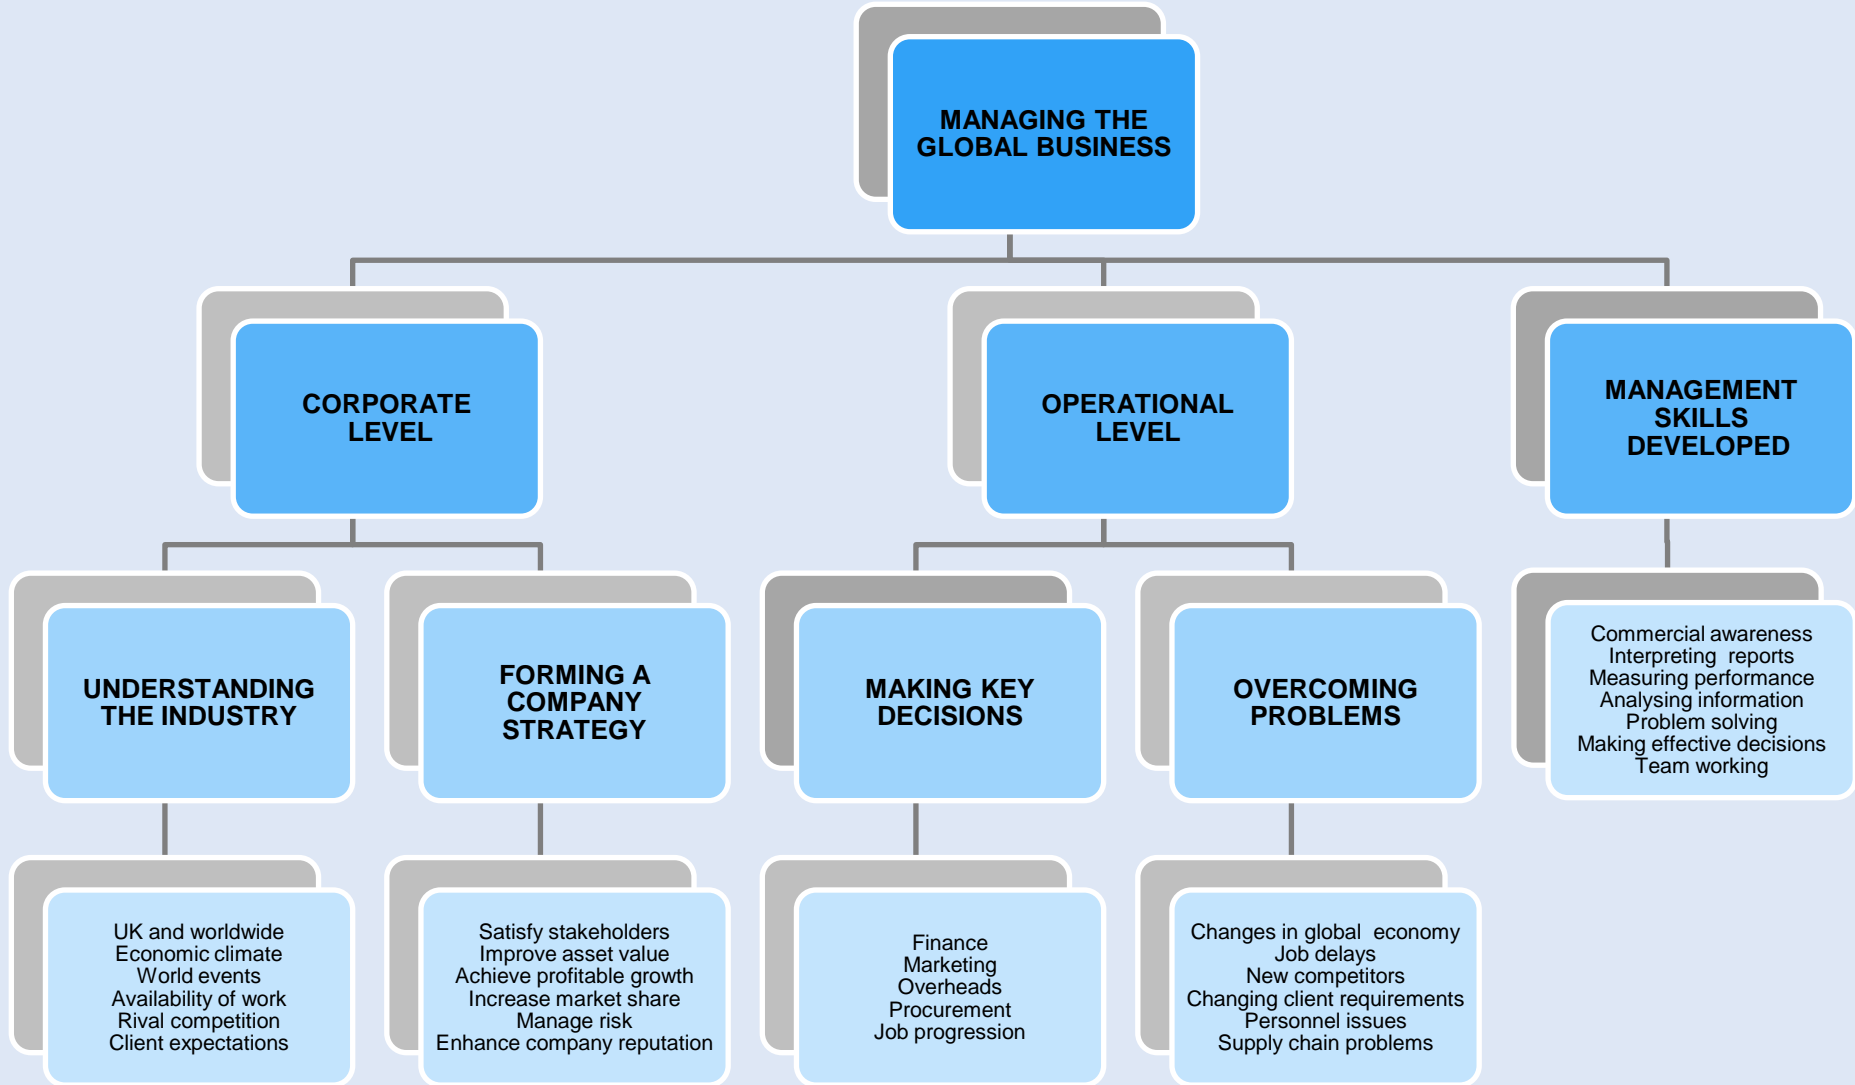 MANAGING THE
GLOBAL BUSINESS
CORPORATE
LEVEL
OPERATIONAL
LEVEL
MANAGEMENT
SKILLS
DEVELOPED
UNDERSTANDING
THE INDUSTRY
FORMING A
COMPANY
STRATEGY
MAKING KEY
DECISIONS
OVERCOMING
PROBLEMS
Commercial awareness
Interpreting  reports
Measuring performance
Analysing information
Problem solving
Making effective decisions
Team working
UK and worldwide
Economic climate
World events
Availability of work
Rival competition
Client expectations
Satisfy stakeholders
Improve asset value
Achieve profitable growth
Increase market share
Manage risk
Enhance company reputation
Finance
Marketing
Overheads
Procurement
Job progression
Changes in global  economy
Job delays
New competitors
Changing client requirements
Personnel issues
Supply chain problems